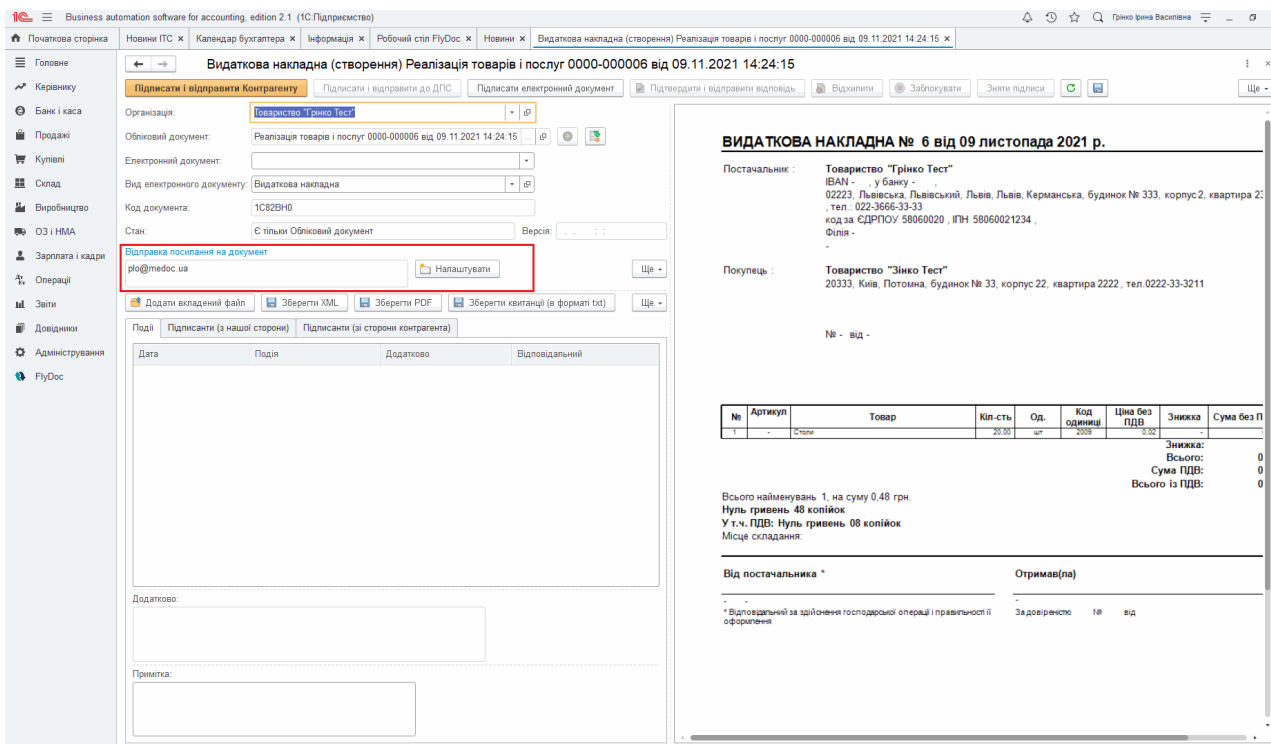 Business automation software for accounting, edition 2.1 (1С:Підприємство)
Грінко Ірина Василівна
Початкова сторінка
Новини ІТС ×
Календар бухгалтера ×
Інформація ×
Робочий стіл FlyDoc ×
Новини ×
Видаткова накладна (створення) Реалізація товарів і послуг 0000-000006 від 09.11.2021 14:24:15 ×
Головне
Керівнику
Банк і каса
Продажі
Купівлі
Склад
Виробництво
ОЗ і НМА
Зарплата і кадри
Операції
Звіти
Довідники
Адміністрування
FlyDoc
Видаткова накладна (створення) Реалізація товарів і послуг 0000-000006 від 09.11.2021 14:24:15
Підписати і відправити Контрагенту
Підписати і відправити до ДПС
Підписати електронний документ
Підтвердити і відправити відповідь
Відхилити
Заблокувати
Зняти підписи
Ще
Організація: Товариство "Грінко Тест"
Обліковий документ: Реалізація товарів і послуг 0000-000006 від 09.11.2021 14:24:15
Електронний документ:
Вид електронного документу: Видаткова накладна
Код документа: 1C82BH0
Стан: Є тільки Обліковий документ Версія: . . : :
Відправка посилання на документ
plo@medoc.ua Налаштувати Ще
Додати вкладений файл Зберегти XML Зберегти PDF Зберегти квитанції (в форматі txt) Ще
Події Підписанти (з нашої сторони) Підписанти (зі сторони контрагента)
Дата Подія Додатково Відповідальний
Додатково:
Примітка:
ВИДАТКОВА НАКЛАДНА № 6 від 09 листопада 2021 р.
Постачальник : Товариство "Грінко Тест"
IBAN - , у банку - ,
02223, Львівська, Львівський, Львів, Львів, Керманська, будинок № 333, корпус 2, квартира 23
, тел.: 022-3666-33-33
код за ЄДРПОУ 58060020 , ІПН 58060021234 ,
Філія -
-
Покупець : Товариство "Зінко Тест"
20333, Київ, Потомна, будинок № 33, корпус 22, квартира 2222 , тел.0222-33-3211
№ - від -
№ Артикул Товар Кіл-сть Од. Код одиниці Ціна без ПДВ Знижка Сума без П
1 - Столи 20,00 шт 2009 0,02 -
Знижка:
Всього: 0
Сума ПДВ: 0
Всього із ПДВ: 0
Всього найменувань 1, на суму 0,48 грн.
Нуль гривень 48 копійок
У т.ч. ПДВ: Нуль гривень 08 копійок
Місце складання:
Від постачальника * Отримав(ла)
- - -
* Відповідальний за здійснення господарської операції і правильності її оформлення
За довіреністю № від